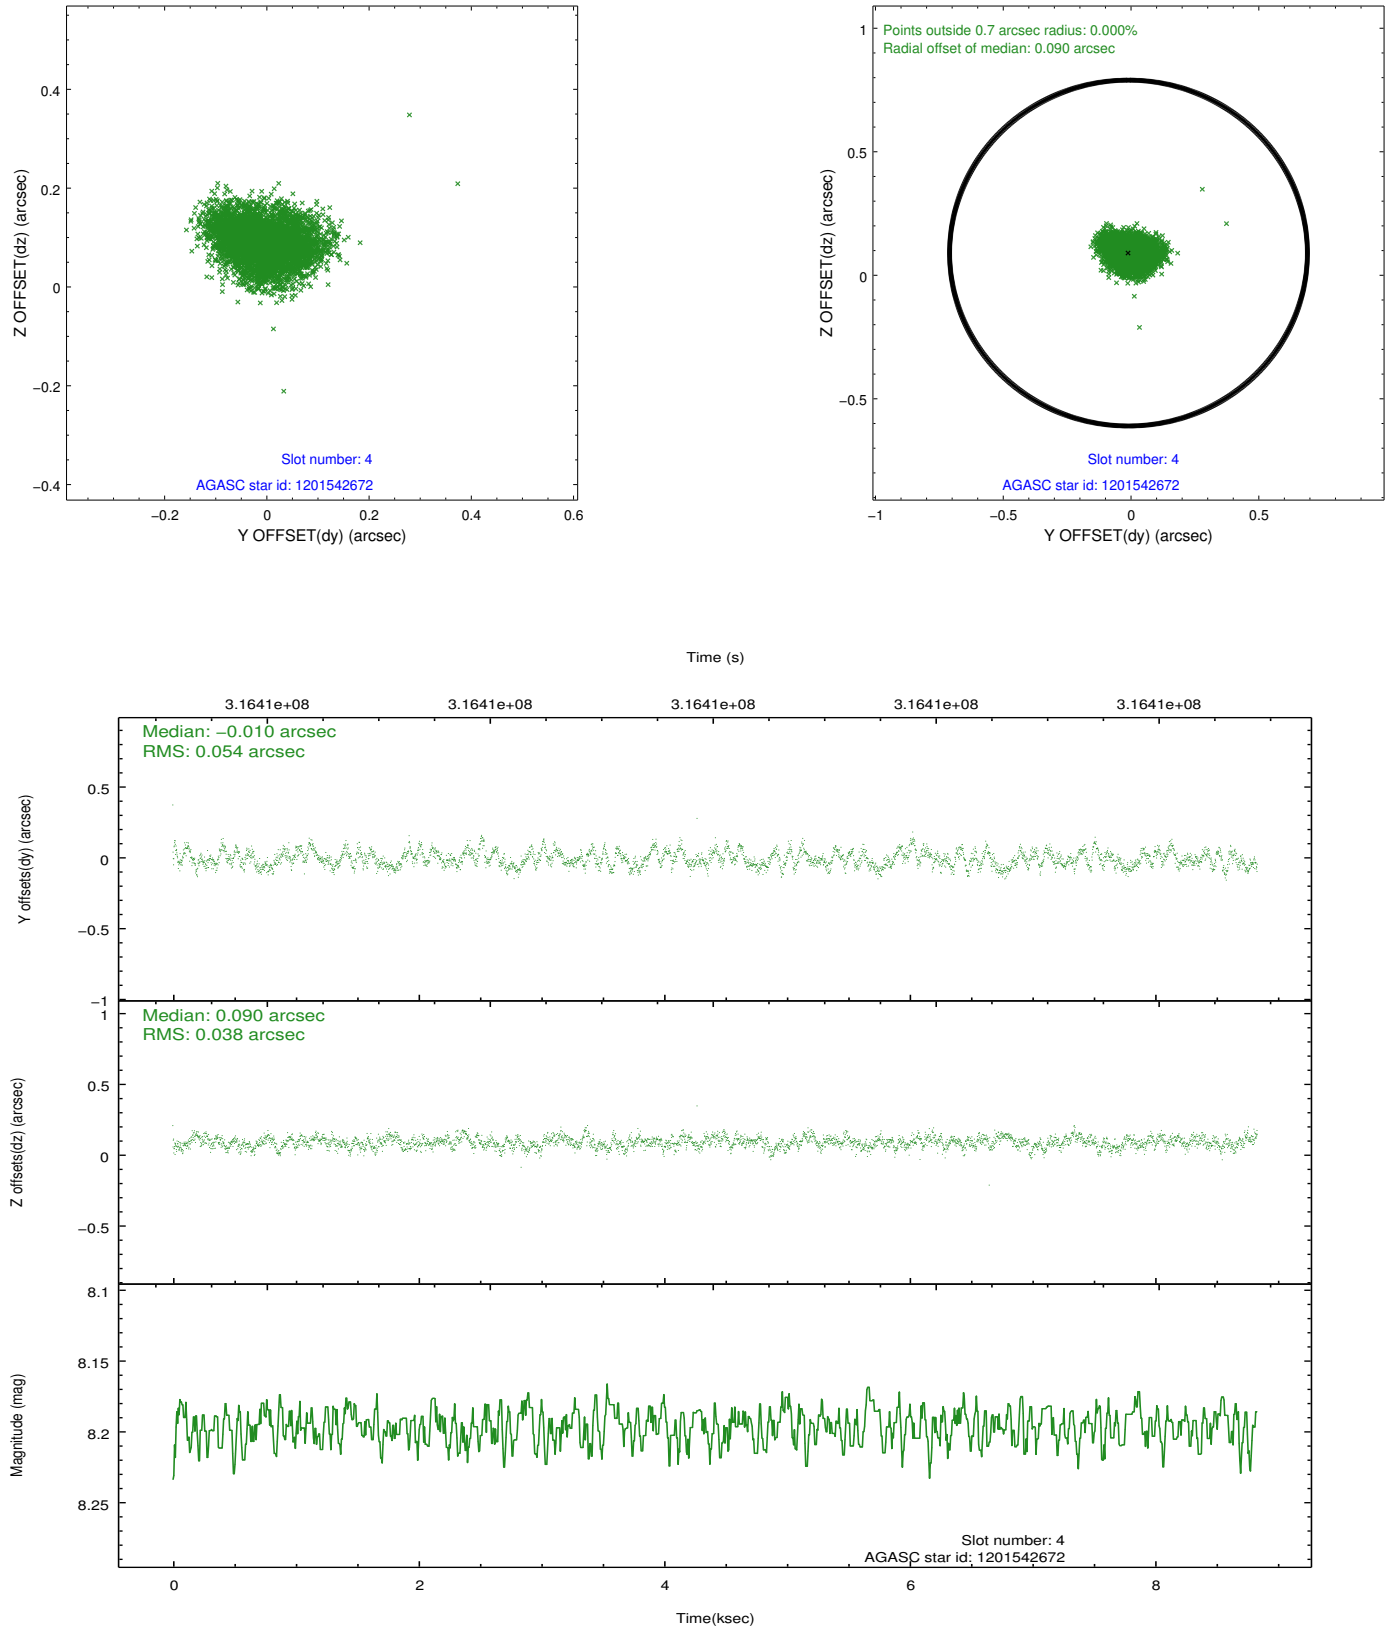 0.4
0.2
0
−0.2
−0.4
Z OFFSET(dz) (arcsec)
Slot number: 4
AGASC star id: 1201542672
−0.2
0
0.2
0.4
0.6
Y OFFSET(dy) (arcsec)
Points outside 0.7 arcsec radius: 0.000%
Radial offset of median: 0.090 arcsec
1
0.5
0
−0.5
Z OFFSET(dz) (arcsec)
Slot number: 4
AGASC star id: 1201542672
−1
−0.5
0
0.5
Y OFFSET(dy) (arcsec)
Time (s)
3.1641e+08
3.1641e+08
3.1641e+08
3.1641e+08
3.1641e+08
Median: −0.010 arcsec
RMS: 0.054 arcsec
0.5
0
−0.5
−1
Y offsets(dy) (arcsec)
Median: 0.090 arcsec
RMS: 0.038 arcsec
1
0.5
0
−0.5
Z offsets(dz) (arcsec)
8.1
8.15
8.2
8.25
Magnitude (mag)
Slot number: 4
AGASC star id: 1201542672
0
2
4
6
8
Time(ksec)